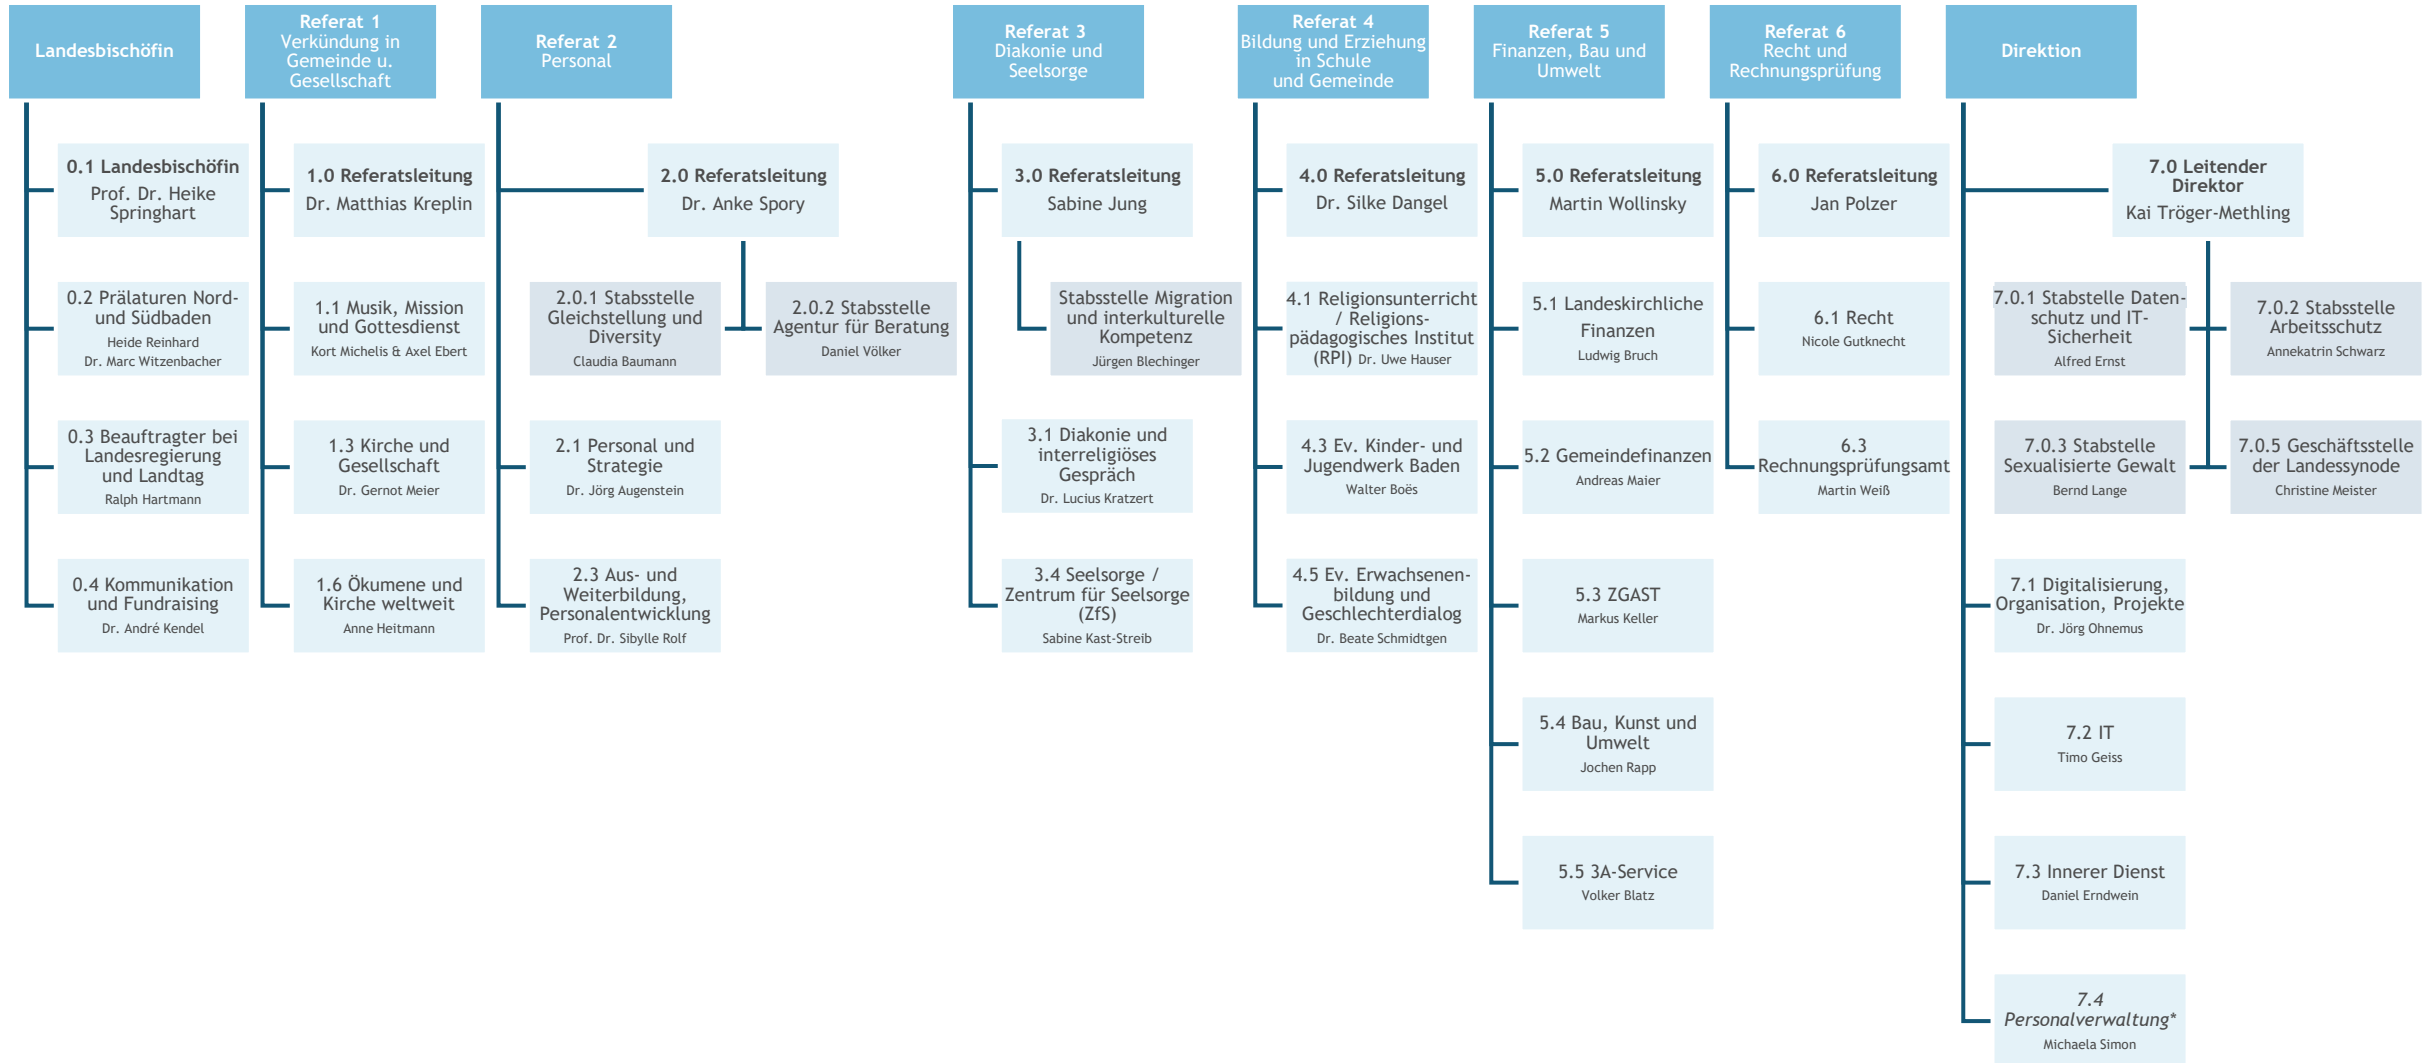 Landesbischöfin
Referat 1
Verkündung in
Gemeinde u.
Gesellschaft
Referat 2
Personal
Referat 3
Diakonie und
Seelsorge
Referat 4
Bildung und Erziehung
in Schule
und Gemeinde
Referat 5
Finanzen, Bau und
Umwelt
Referat 6
Recht und
Rechnungsprüfung
Direktion
0.1 Landesbischöfin
Prof. Dr. Heike
Springhart
0.2 Prälaturen Nord-
und Südbaden
Heide Reinhard
Dr. Marc Witzenbacher
0.3 Beauftragter bei
Landesregierung
und Landtag
Ralph Hartmann
0.4 Kommunikation
und Fundraising
Dr. André Kendel
1.0 Referatsleitung
Dr. Matthias Kreplin
1.1 Musik, Mission
und Gottesdienst
Kort Michelis & Axel Ebert
1.3 Kirche und
Gesellschaft
Dr. Gernot Meier
1.6 Ökumene und
Kirche weltweit
Anne Heitmann
2.0 Referatsleitung
Dr. Anke Spory
2.0.1 Stabsstelle
Gleichstellung und
Diversity
Claudia Baumann
2.0.2 Stabsstelle
Agentur für Beratung
Daniel Völker
2.1 Personal und
Strategie
Dr. Jörg Augenstein
2.3 Aus- und
Weiterbildung,
Personalentwicklung
Prof. Dr. Sibylle Rolf
3.0 Referatsleitung
Sabine Jung
Stabsstelle Migration
und interkulturelle
Kompetenz
Jürgen Blechinger
3.1 Diakonie und
interreligiöses
Gespräch
Dr. Lucius Kratzert
3.4 Seelsorge /
Zentrum für Seelsorge
(ZfS)
Sabine Kast-Streib
4.0 Referatsleitung
Dr. Silke Dangel
4.1 Religionsunterricht
/ Religions-
pädagogisches Institut
(RPI) Dr. Uwe Hauser
4.3 Ev. Kinder- und
Jugendwerk Baden
Walter Boës
4.5 Ev. Erwachsenen-
bildung und
Geschlechterdialog
Dr. Beate Schmidtgen
5.0 Referatsleitung
Martin Wollinsky
5.1 Landeskirchliche
Finanzen
Ludwig Bruch
5.2 Gemeindefinanzen
Andreas Maier
5.3 ZGAST
Markus Keller
5.4 Bau, Kunst und
Umwelt
Jochen Rapp
5.5 3A-Service
Volker Blatz
6.0 Referatsleitung
Jan Polzer
6.1 Recht
Nicole Gutknecht
6.3
Rechnungsprüfungsamt
Martin Weiß
7.0 Leitender
Direktor
Kai Tröger-Methling
7.0.1 Stabstelle Daten-
schutz und IT-
Sicherheit
Alfred Ernst
7.0.2 Stabsstelle
Arbeitsschutz
Annekatrin Schwarz
7.0.3 Stabstelle
Sexualisierte Gewalt
Bernd Lange
7.0.5 Geschäftsstelle
der Landessynode
Christine Meister
7.1 Digitalisierung,
Organisation, Projekte
Dr. Jörg Ohnemus
7.2 IT
Timo Geiss
7.3 Innerer Dienst
Daniel Erndwein
7.4
Personalverwaltung*
Michaela Simon